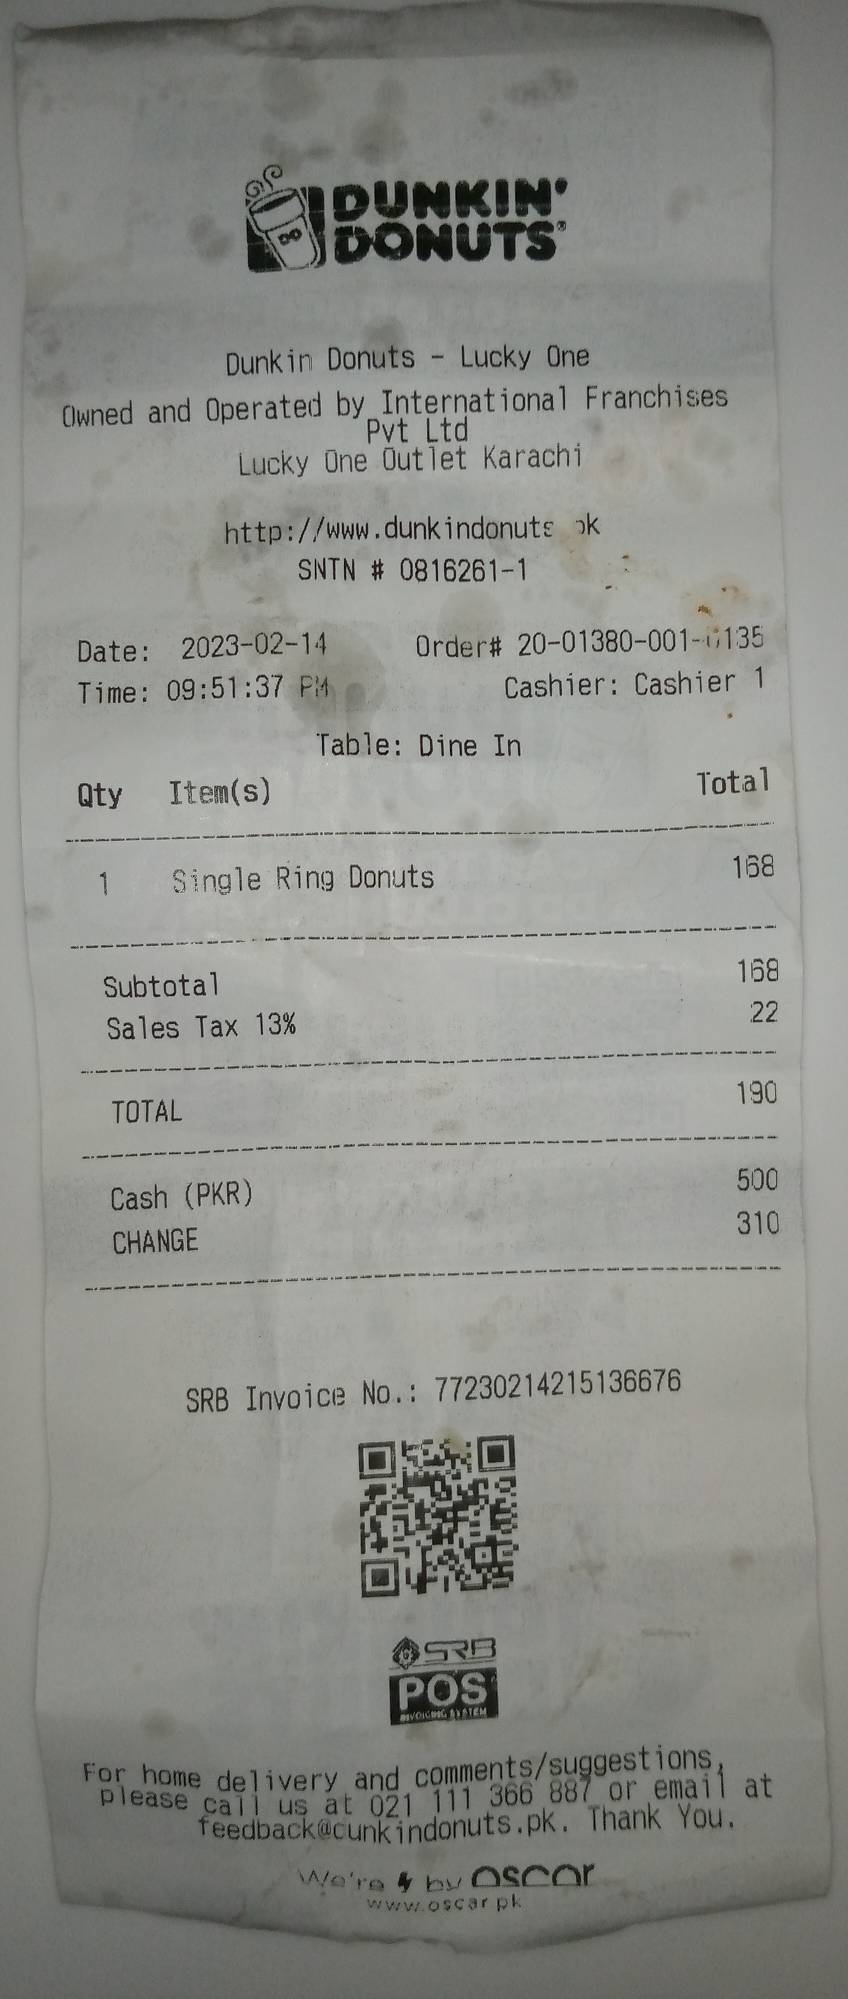 DUNKIN'
DONUTS
Dunkin Donuts - Lucky One
Owned and Operated by International Franchises
Pvt Ltd
Lucky One Outlet Karachi
http://www.dunkindonuts pk
SNTN # 0816261-1
Date: 2023-02-14 Order# 20-01380-001-0135
Time: 09:51:37 PM Cashier: Cashier 1
Table: Dine In
Qty Item(s) Total
1 Single Ring Donuts 168
Subtotal 168
Sales Tax 13% 22
TOTAL 190
Cash (PKR) 500
CHANGE 310
SRB Invoice No.: 77230214215136676
SRB
POS
INVOICING SYSTEM
For home delivery and comments/suggestions,
please call us at 021 111 366 887 or email at
feedback@cunkindonuts.pk. Thank You.
We're by oscar
www.oscar pk